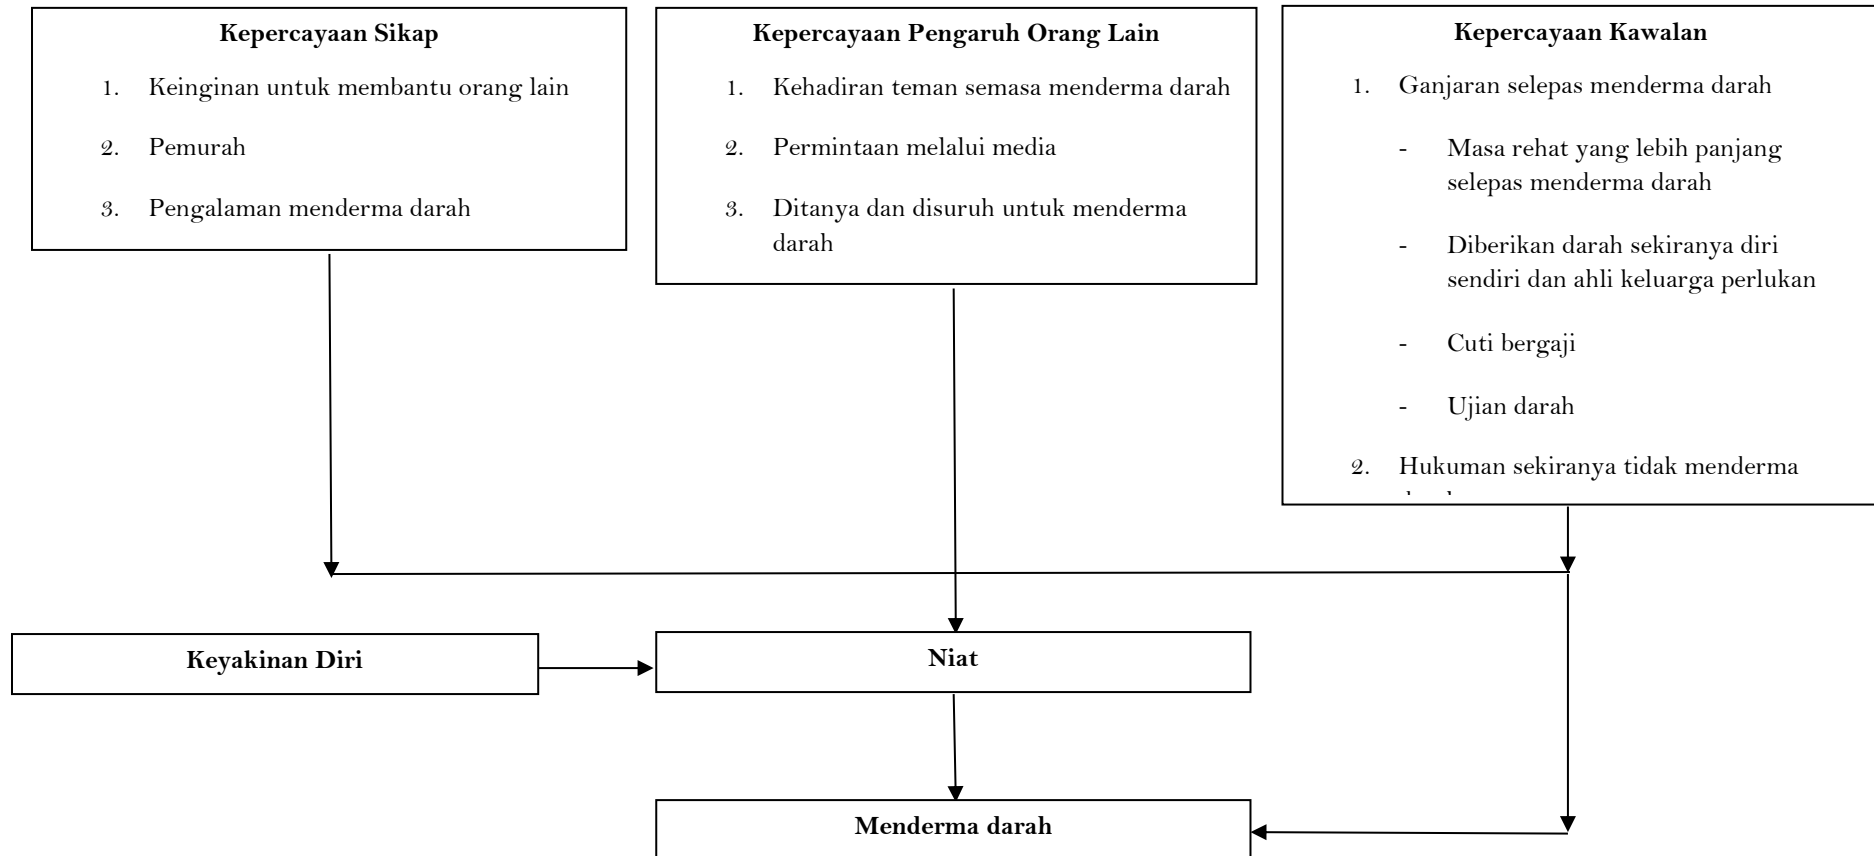 Kepercayaan Sikap
1. Keinginan untuk membantu orang lain
2. Pemurah
3. Pengalaman menderma darah
Kepercayaan Pengaruh Orang Lain
1. Kehadiran teman semasa menderma darah
2. Permintaan melalui media
3. Ditanya dan disuruh untuk menderma
darah
Kepercayaan Kawalan
1. Ganjaran selepas menderma darah
- Masa rehat yang lebih panjang
selepas menderma darah
- Diberikan darah sekiranya diri
sendiri dan ahli keluarga perlukan
- Cuti bergaji
- Ujian darah
2. Hukuman sekiranya tidak menderma
Keyakinan Diri
Niat
Menderma darah